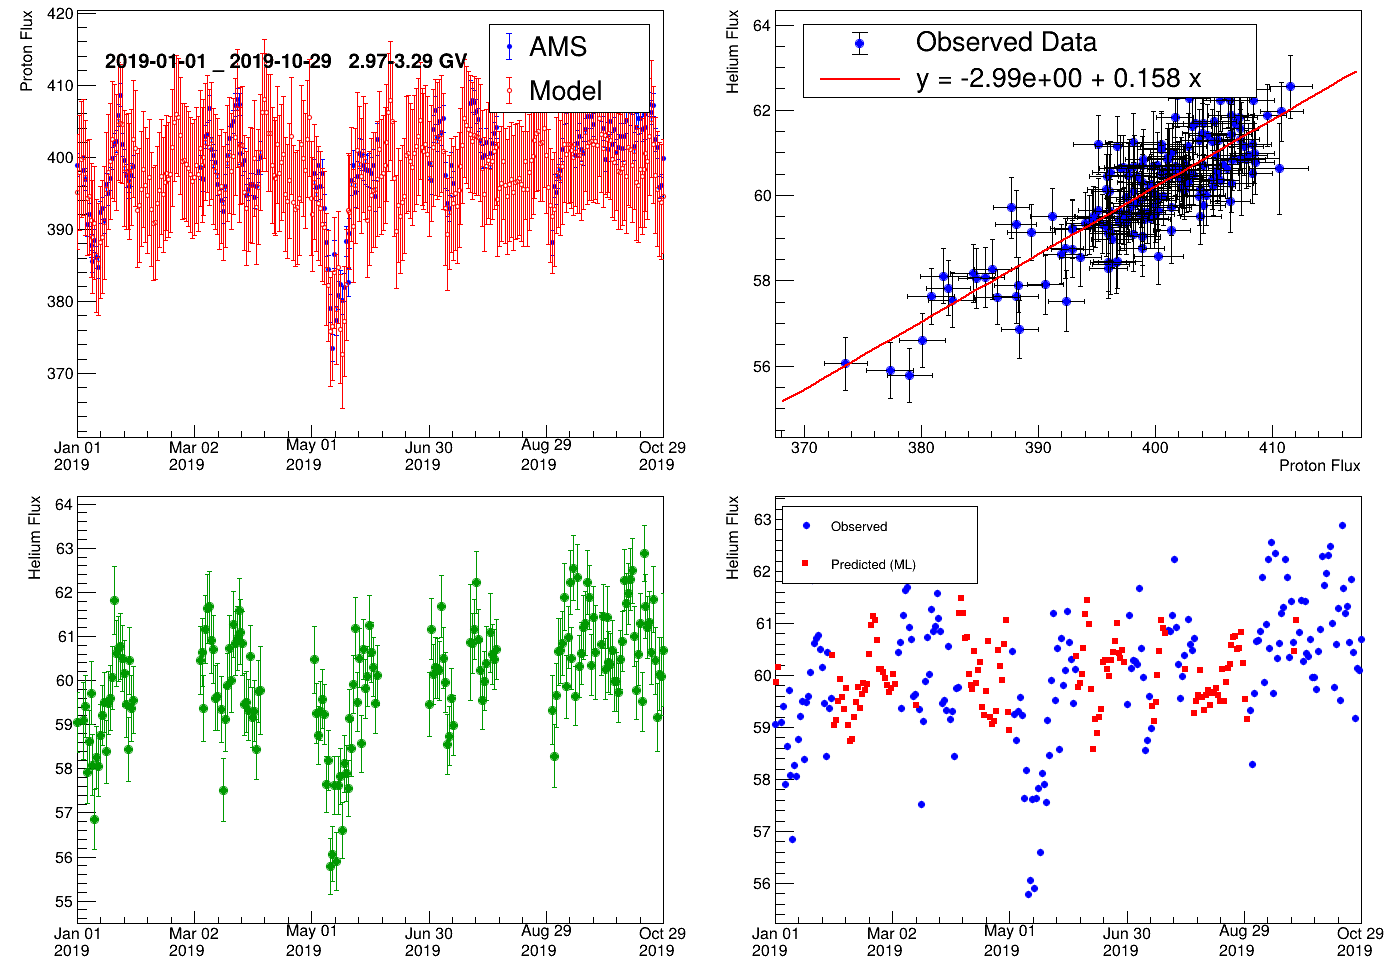 Proton Flux
420
410
400
390
380
370
2019-01-01 _ 2019-10-29 2.97-3.29 GV
AMS
Model
Jan 01
2019
Mar 02
2019
May 01
2019
Jun 30
2019
Aug 29
2019
Oct 29
2019
Helium Flux
64
62
60
58
56
Observed Data
y = -2.99e+00 + 0.158 x
370
380
390
400
410
Proton Flux
Helium Flux
64
63
62
61
60
59
58
57
56
55
Jan 01
2019
Mar 02
2019
May 01
2019
Jun 30
2019
Aug 29
2019
Oct 29
2019
Helium Flux
63
62
61
60
59
58
57
56
Observed
Predicted (ML)
Jan 01
2019
Mar 02
2019
May 01
2019
Jun 30
2019
Aug 29
2019
Oct 29
2019